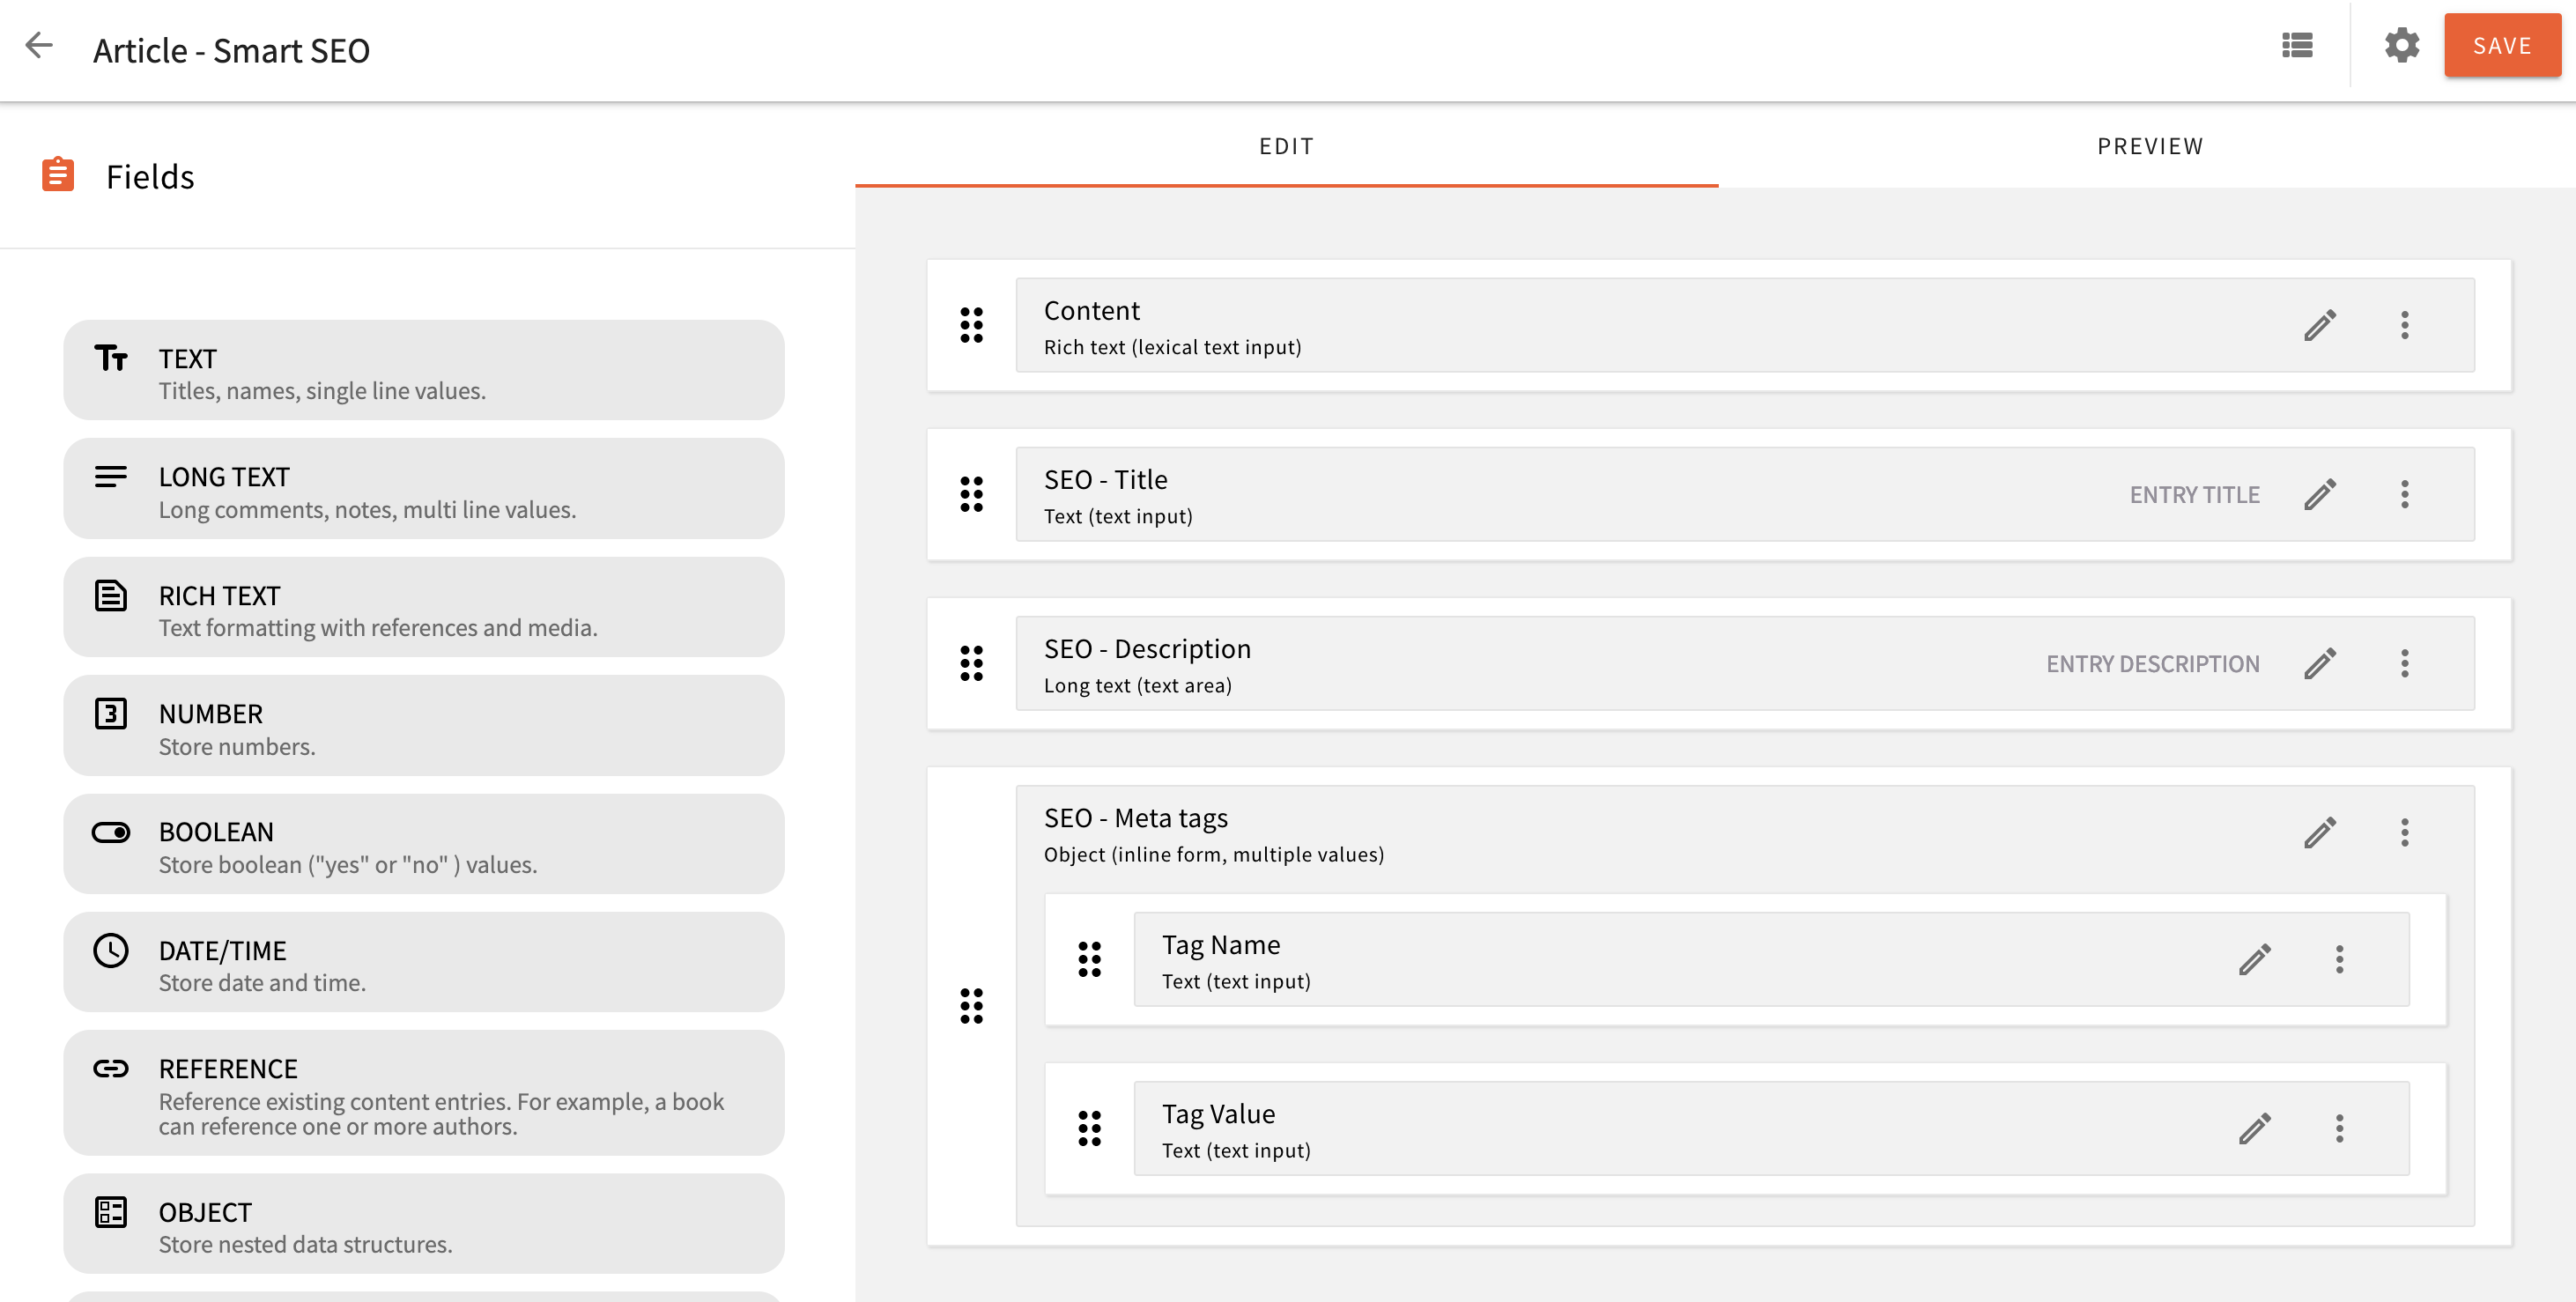 Article - Smart SEO
SAVE
Fields
EDIT
PREVIEW
TEXT
Titles, names, single line values.
LONG TEXT
Long comments, notes, multi line values.
RICH TEXT
Text formatting with references and media.
3
NUMBER
Store numbers.
BOOLEAN
Store boolean ("yes" or "no" ) values.
DATE/TIME
Store date and time.
REFERENCE
Reference existing content entries. For example, a book
can reference one or more authors.
OBJECT
Store nested data structures.
Content
Rich text (lexical text input)
SEO - Title
Text (text input)
ENTRY TITLE
SEO - Description
Long text (text area)
ENTRY DESCRIPTION
SEO - Meta tags
Object (inline form, multiple values)
Tag Name
Text (text input)
Tag Value
Text (text input)